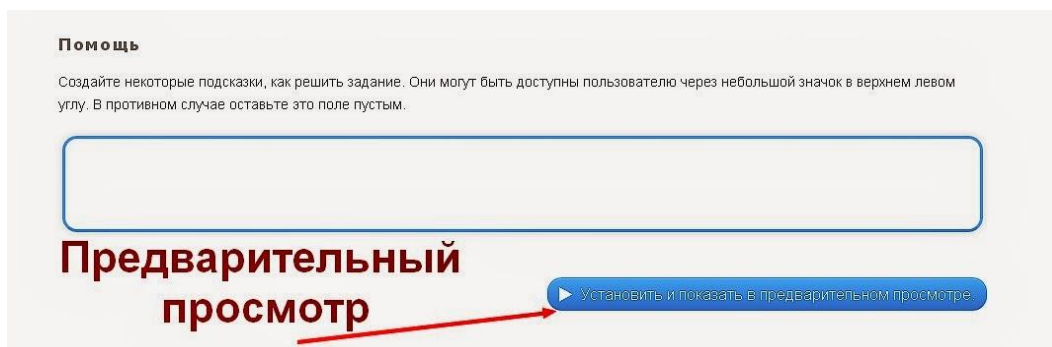 Помощь
Создайте некоторые подсказки, как решить задание. Они могут быть доступны пользователю через небольшой значок в верхнем левом
углу. В противном случае оставьте это поле пустым.
Предварительный
просмотр
Установить и показать в предварительном просмотре.